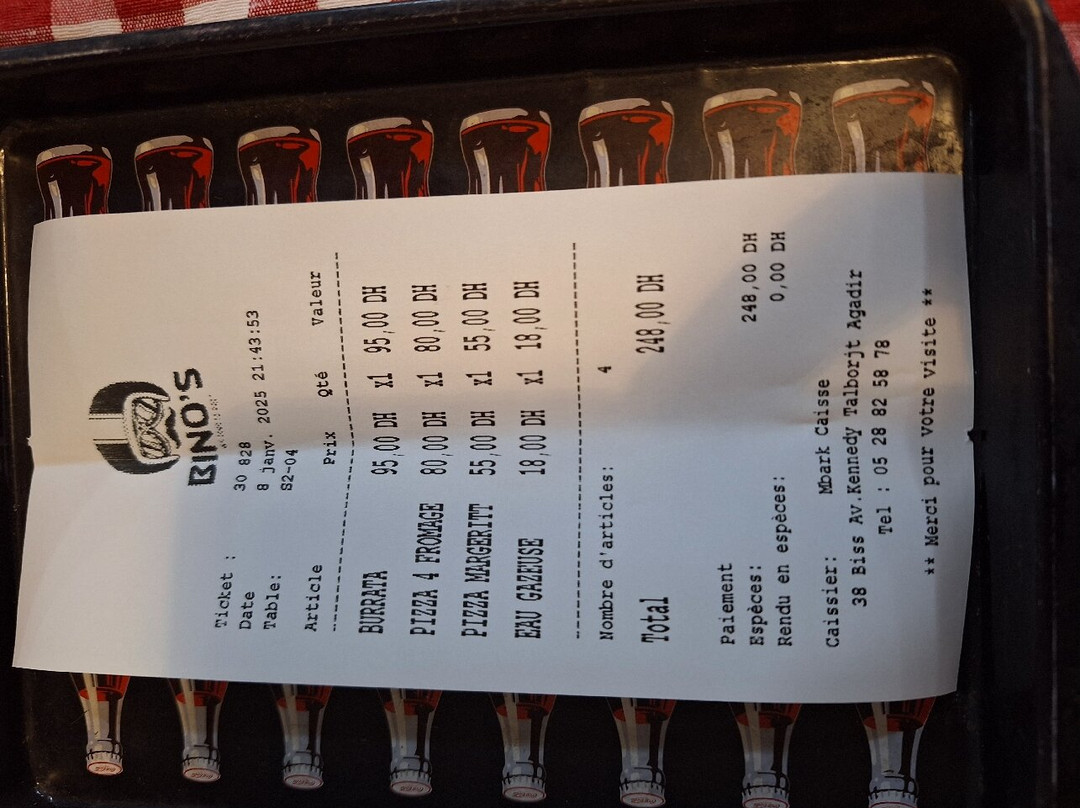 BINO'S
Ticket : 30 828
Date 8 janv. 2025 21:43:53
Table: S2-04
Article Prix Qté Valeur
BURRATA 95,00 DH x1 95,00 DH
PIZZA 4 FROMAGE 80,00 DH x1 80,00 DH
PIZZA MARGERITT 55,00 DH x1 55,00 DH
EAU GAZEUSE 18,00 DH x1 18,00 DH
Nombre d'articles: 4
Total 248,00 DH
Paiement
Espèces: 248,00 DH
Rendu en espèces: 0,00 DH
Caissier: Mbark Caisse
38 Biss Av.Kennedy Talborjt Agadir
Tel : 05 28 82 58 78
** Merci pour votre visite **